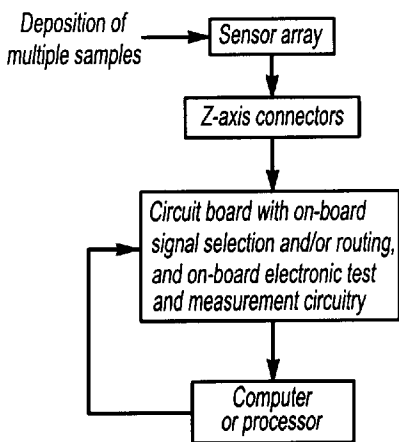 Deposition of
multiple samples
Sensor array
Z-axis connectors
Circuit board with on-board
signal selection and/or routing,
and on-board electronic test
and measurement circuitry
Computer
or processor